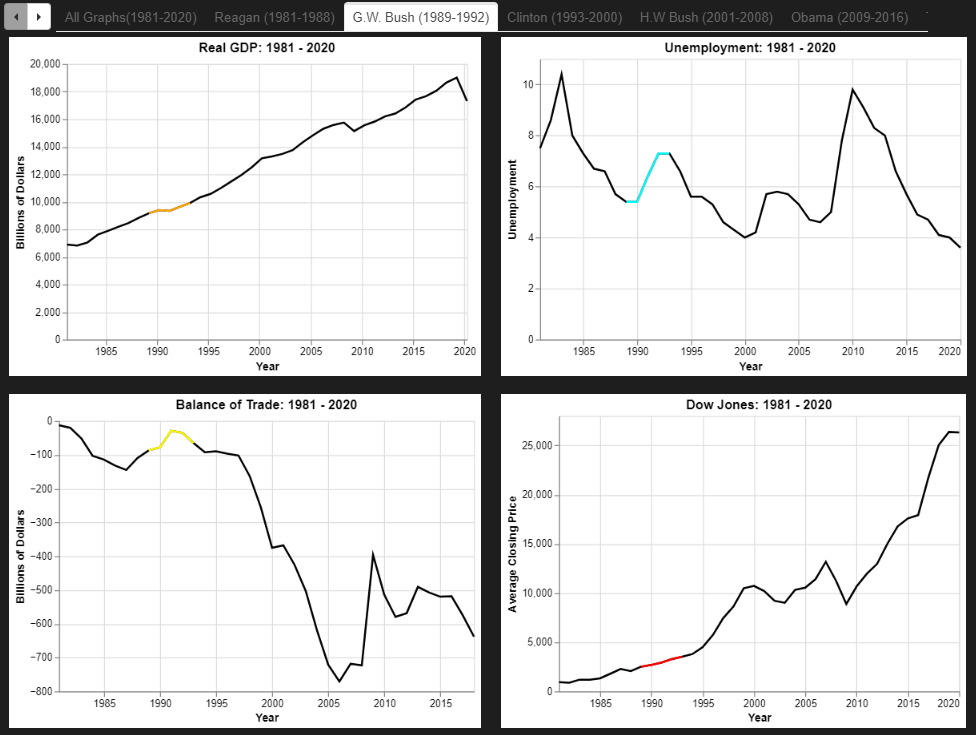 All Graphs(1981-2020) Reagan (1981-1988) G.W. Bush (1989-1992) Clinton (1993-2000) H.W Bush (2001-2008) Obama (2009-2016)
Real GDP: 1981 - 2020
20,000
18,000
16,000
14,000
12,000
10,000
8,000
6,000
4,000
2,000
0
Billions of Dollars
1985 1990 1995 2000 2005 2010 2015 2020
Year
Unemployment: 1981 - 2020
10
8
6
4
2
0
Unemployment
1985 1990 1995 2000 2005 2010 2015 2020
Year
Balance of Trade: 1981 - 2020
0
−100
−200
−300
−400
−500
−600
−700
−800
Billions of Dollars
1985 1990 1995 2000 2005 2010 2015
Year
Dow Jones: 1981 - 2020
25,000
20,000
15,000
10,000
5,000
0
Average Closing Price
1985 1990 1995 2000 2005 2010 2015 2020
Year